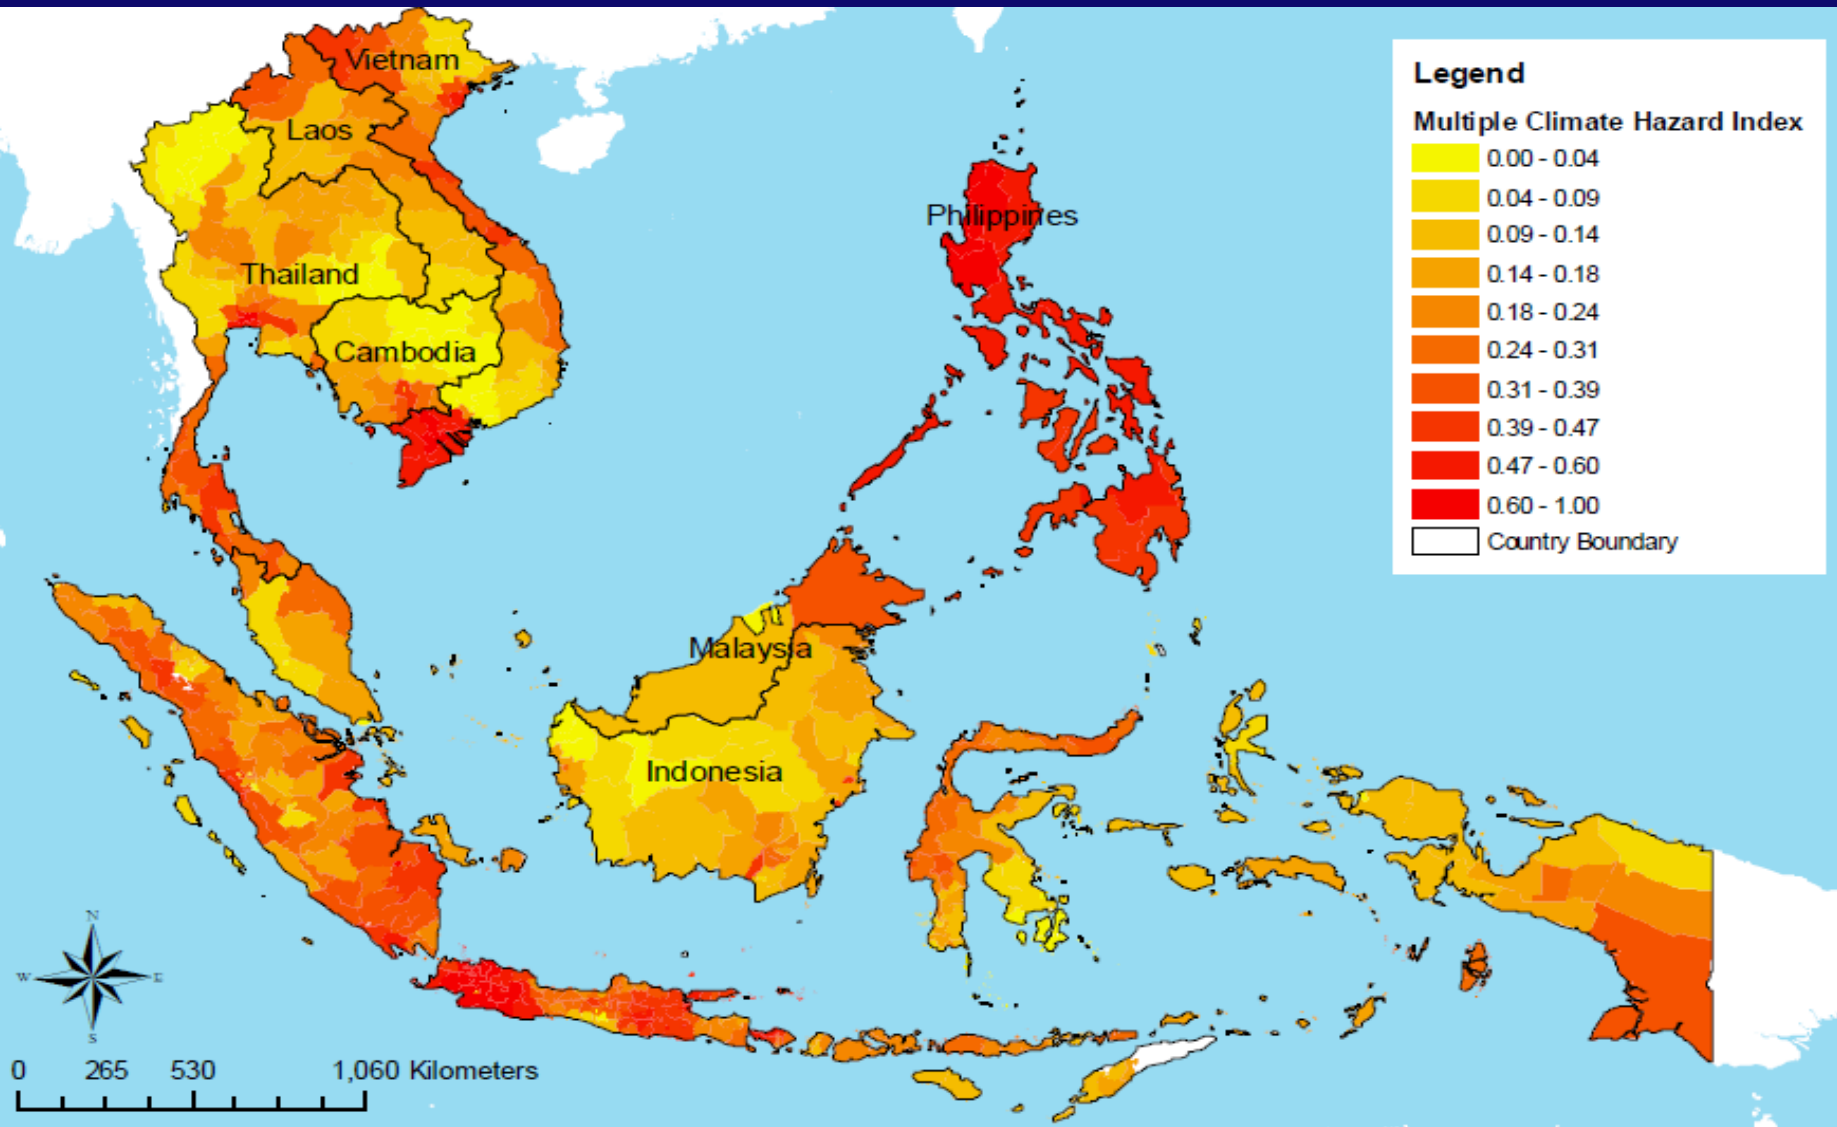 Vietnam
Laos
Thailand
Cambodia
Philippines
Malaysia
Indonesia
Legend
Multiple Climate Hazard Index
0.00 - 0.04
0.04 - 0.09
0.09 - 0.14
0.14 - 0.18
0.18 - 0.24
0.24 - 0.31
0.31 - 0.39
0.39 - 0.47
0.47 - 0.60
0.60 - 1.00
Country Boundary
N
W E
S
0 265 530 1,060 Kilometers